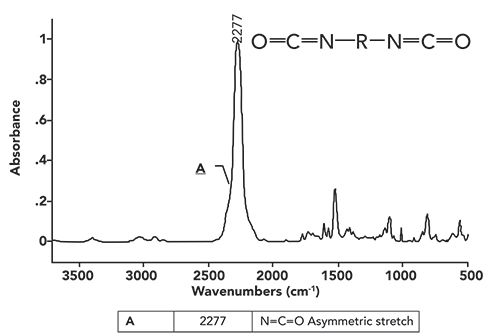 2277
O=C=N—R—N=C=O
Absorbance
1
.8
.6
.4
.2
0
A
3500 3000 2500 2000 1500 1000 500
Wavenumbers (cm-1)
A 2277 N=C=O Asymmetric stretch